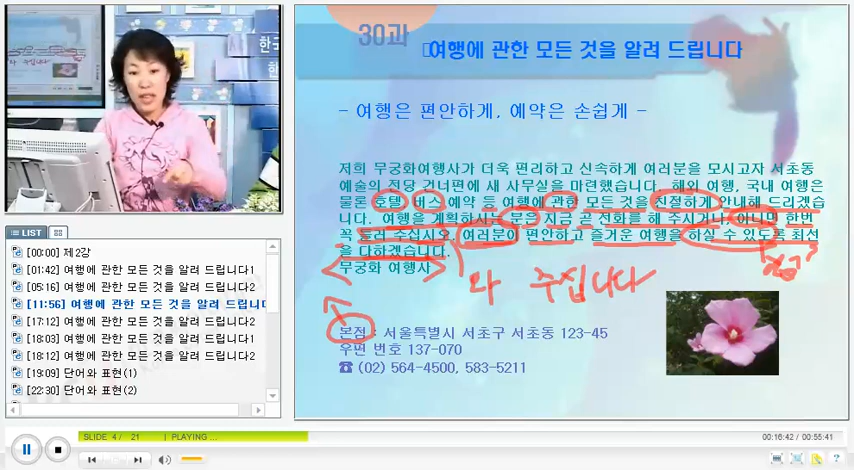 30과
여행에 관한 모든 것을 알려 드립니다
– 여행은 편안하게, 예약은 손쉽게 –
저희 무궁화여행사가 더욱 편리하고 신속하게 여러분을 모시고자 서초동
예술의 전당 건너편에 새 사무실을 마련했습니다. 해외 여행, 국내 여행은
물론 호텔, 버스 예약 등 여행에 관한 모든 것을 친절하게 안내해 드리겠습
니다. 여행을 계획하시는 분은 지금 곧 전화를 해 주시거나, 아니면 한번
꼭 들러 주십시오. 여러분이 편안하고 즐거운 여행을 하실 수 있도록 최선
을 다하겠습니다.
무궁화 여행사
와 주십니다
본점 : 서울특별시 서초구 서초동 123-45
우편 번호 137-070
☎ (02) 564-4500, 583-5211
LIST
[00:00] 제2강
[01:42] 여행에 관한 모든 것을 알려 드립니다1
[05:16] 여행에 관한 모든 것을 알려 드립니다2
[11:56] 여행에 관한 모든 것을 알려 드립니다
[17:12] 여행에 관한 모든 것을 알려 드립니다2
[18:03] 여행에 관한 모든 것을 알려 드립니다1
[18:12] 여행에 관한 모든 것을 알려 드립니다2
[19:09] 단어와 표현(1)
[22:30] 단어와 표현(2)
SLIDE 4 / 21 | PLAYING ...
00:16:42 / 00:55:41